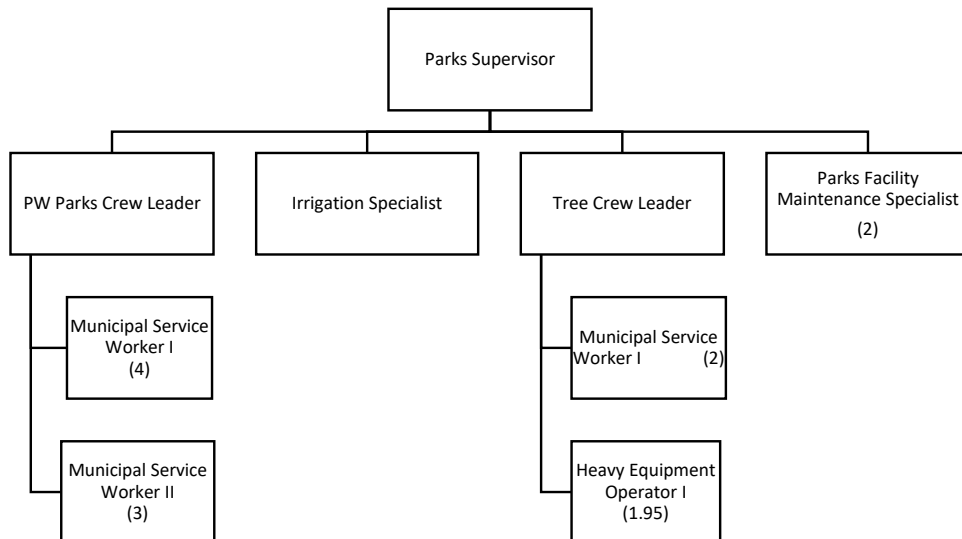 Parks Supervisor
PW Parks Crew Leader
Irrigation Specialist
Tree Crew Leader
Parks Facility
Maintenance Specialist
(2)
Municipal Service
Worker I
(4)
Municipal Service
Worker I (2)
Municipal Service
Worker II
(3)
Heavy Equipment
Operator I
(1.95)